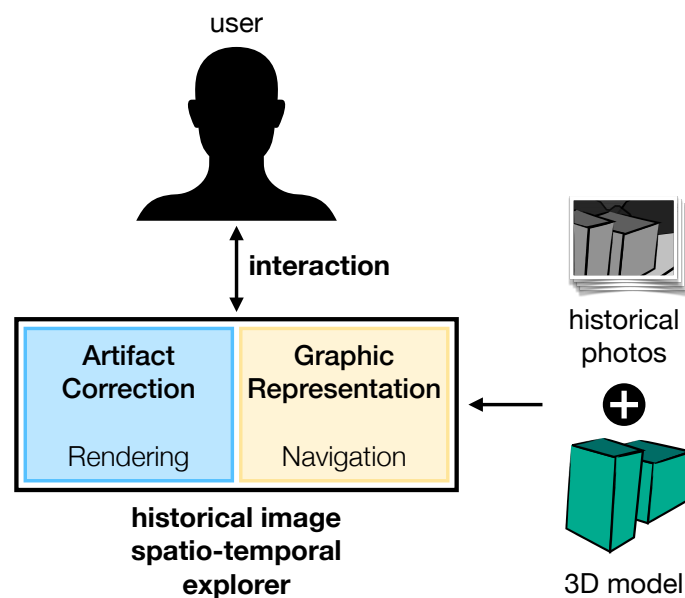 user
interaction
Artifact
Correction
Rendering
Graphic
Representation
Navigation
historical image
spatio-temporal
explorer
historical
photos
3D model